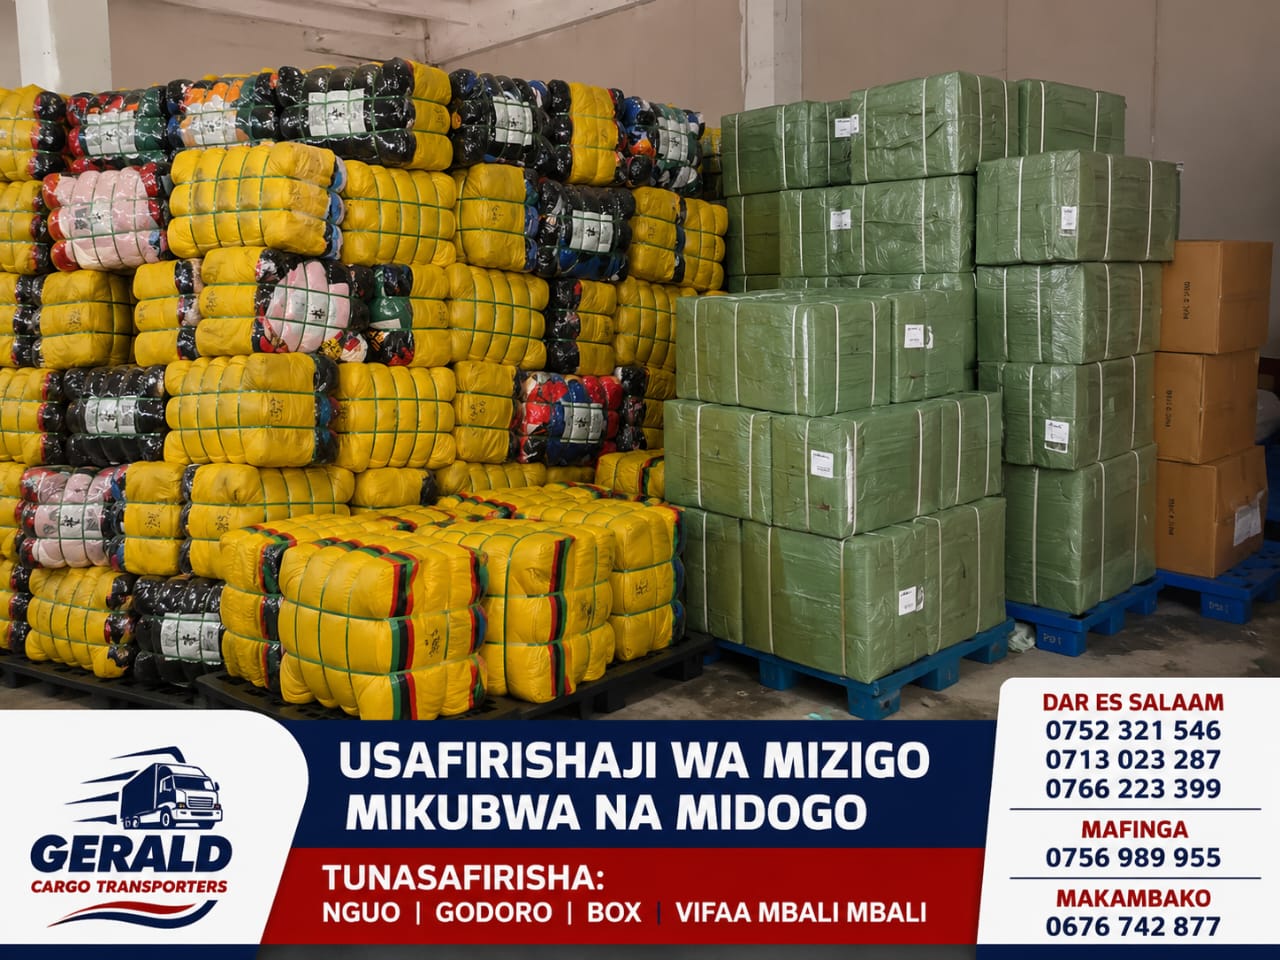 GERALD
CARGO TRANSPORTERS
USAFIRISHAJI WA MIZIGO
MIKUBWA NA MIDOGO
TUNASAFIRISHA:
NGUO | GODORO | BOX | VIFAA MBALI MBALI
DAR ES SALAAM
0752 321 546
0713 023 287
0766 223 399
MAFINGA
0756 989 955
MAKAMBAKO
0676 742 877